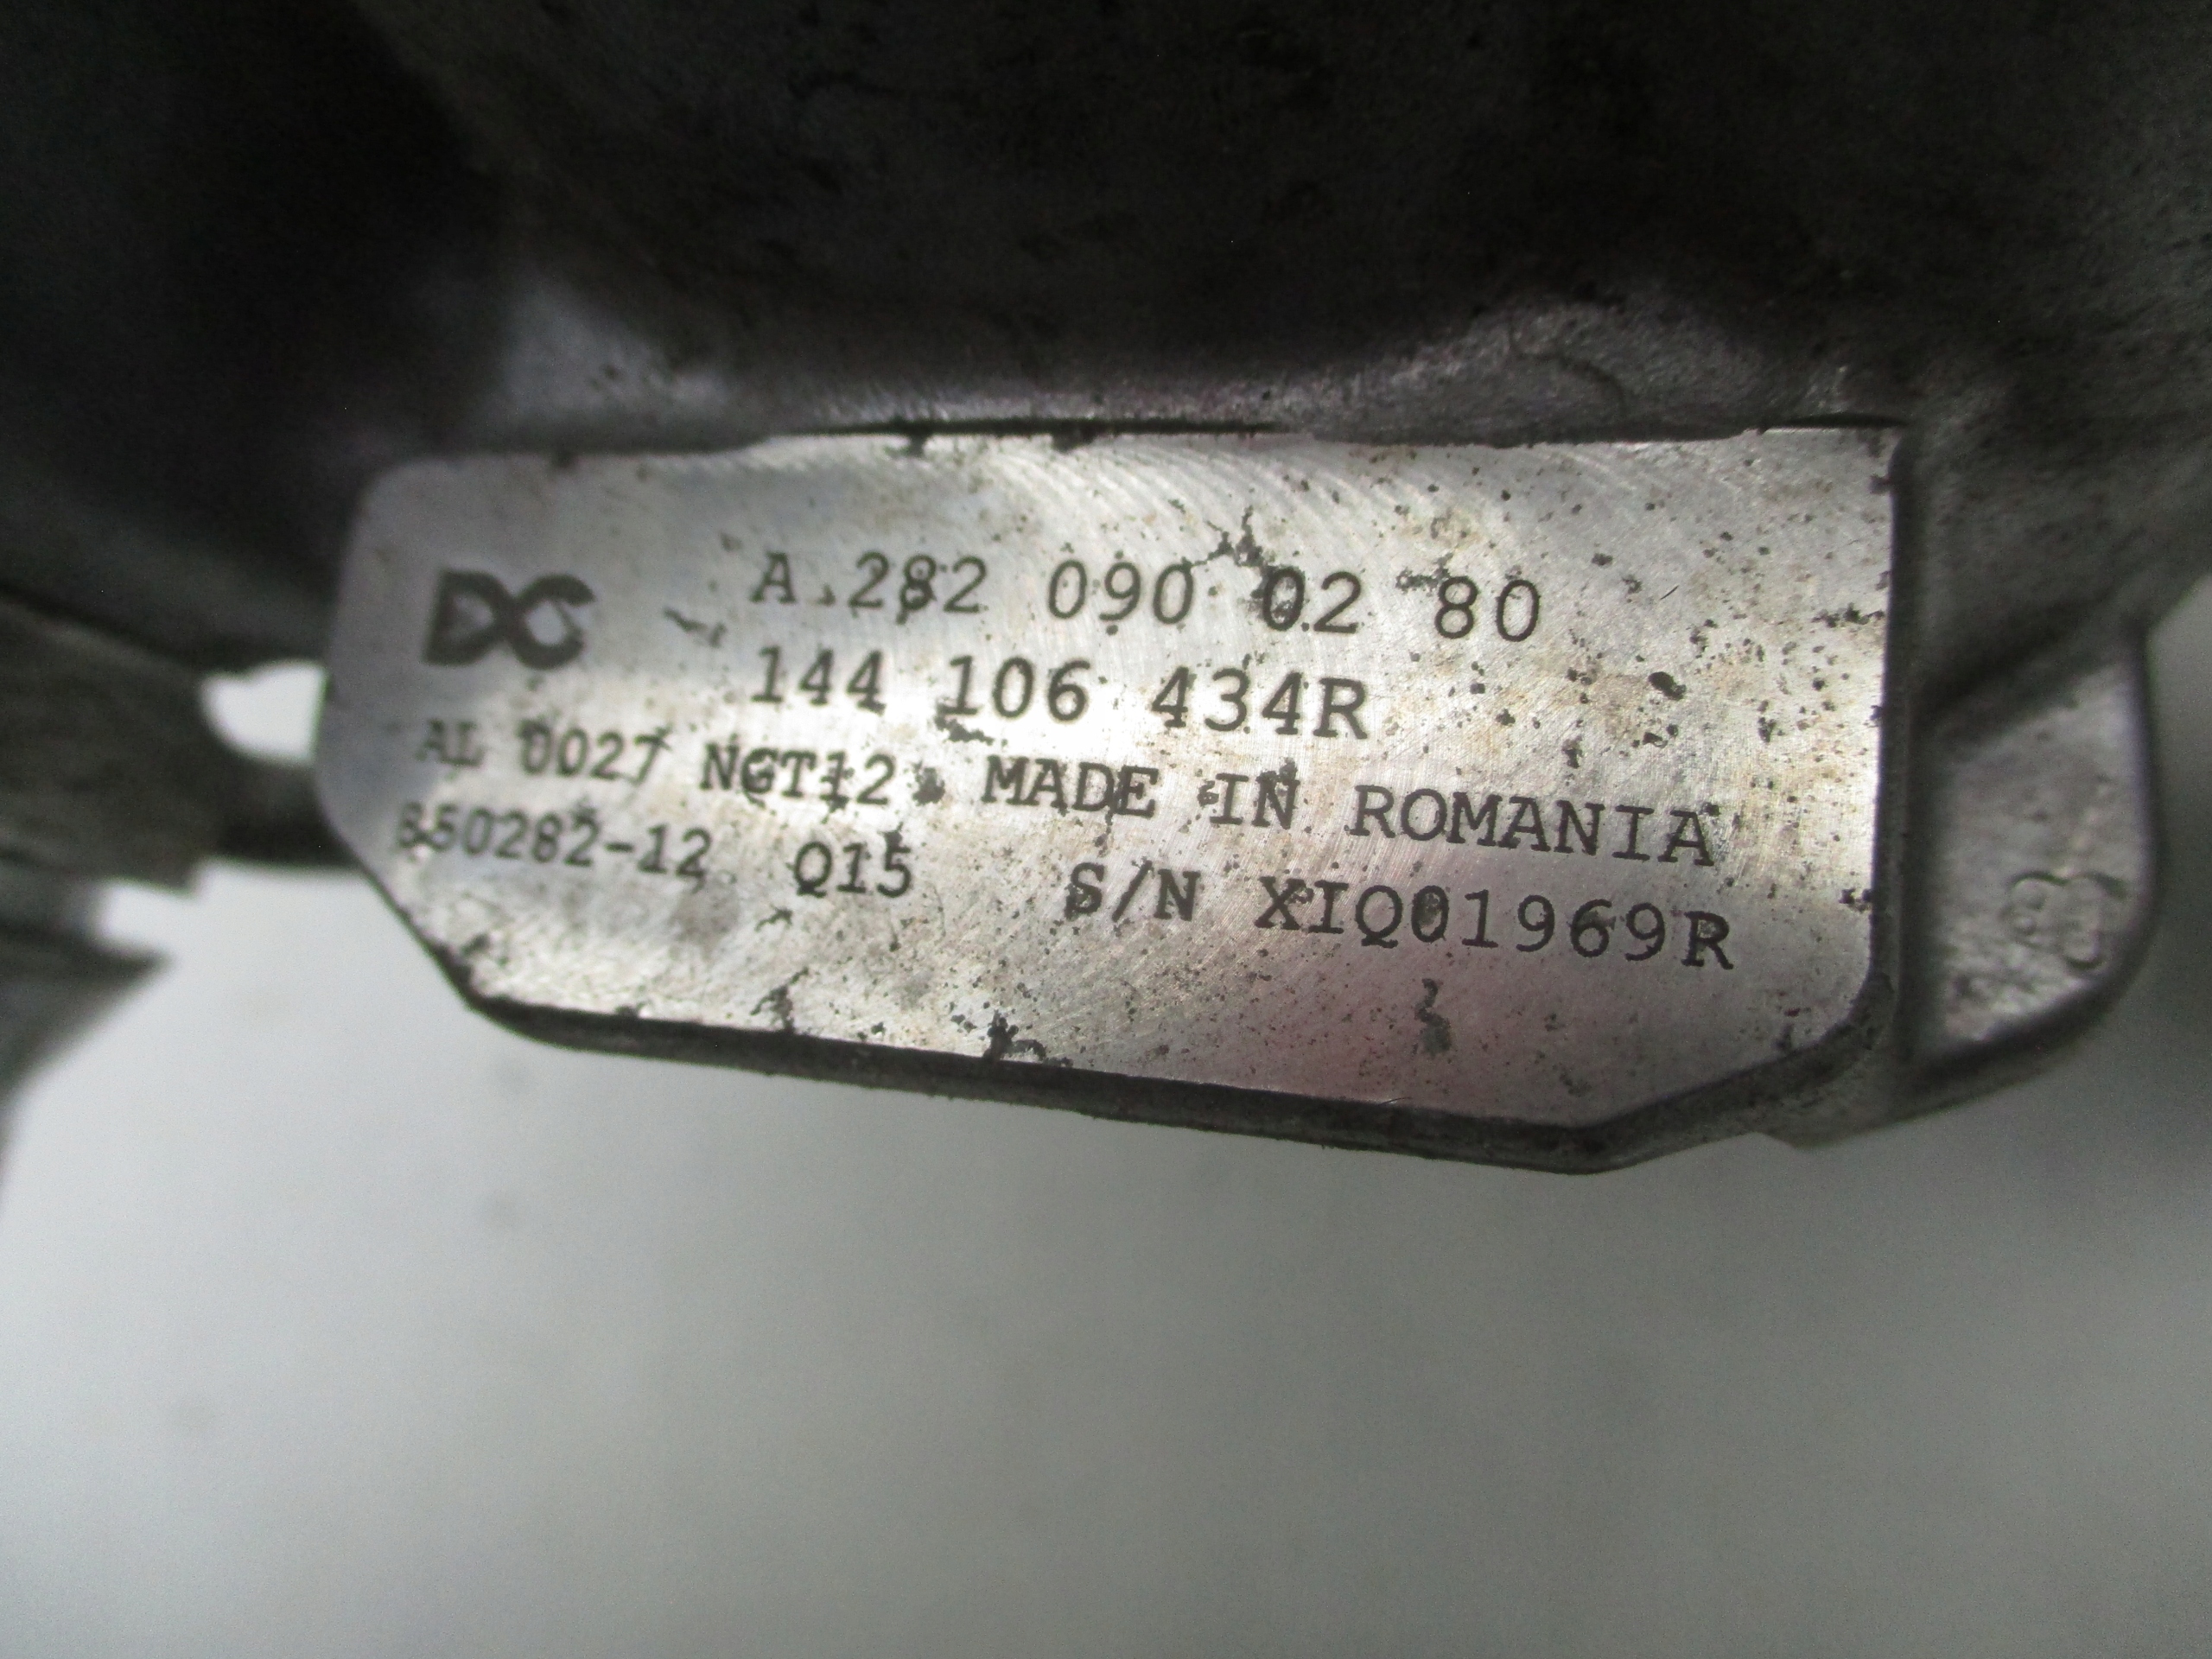 DC A 282 090 02 80
144 106 434R
AL 0027 NGT12 MADE IN ROMANIA
850282-12 Q15 S/N XIQ01969R